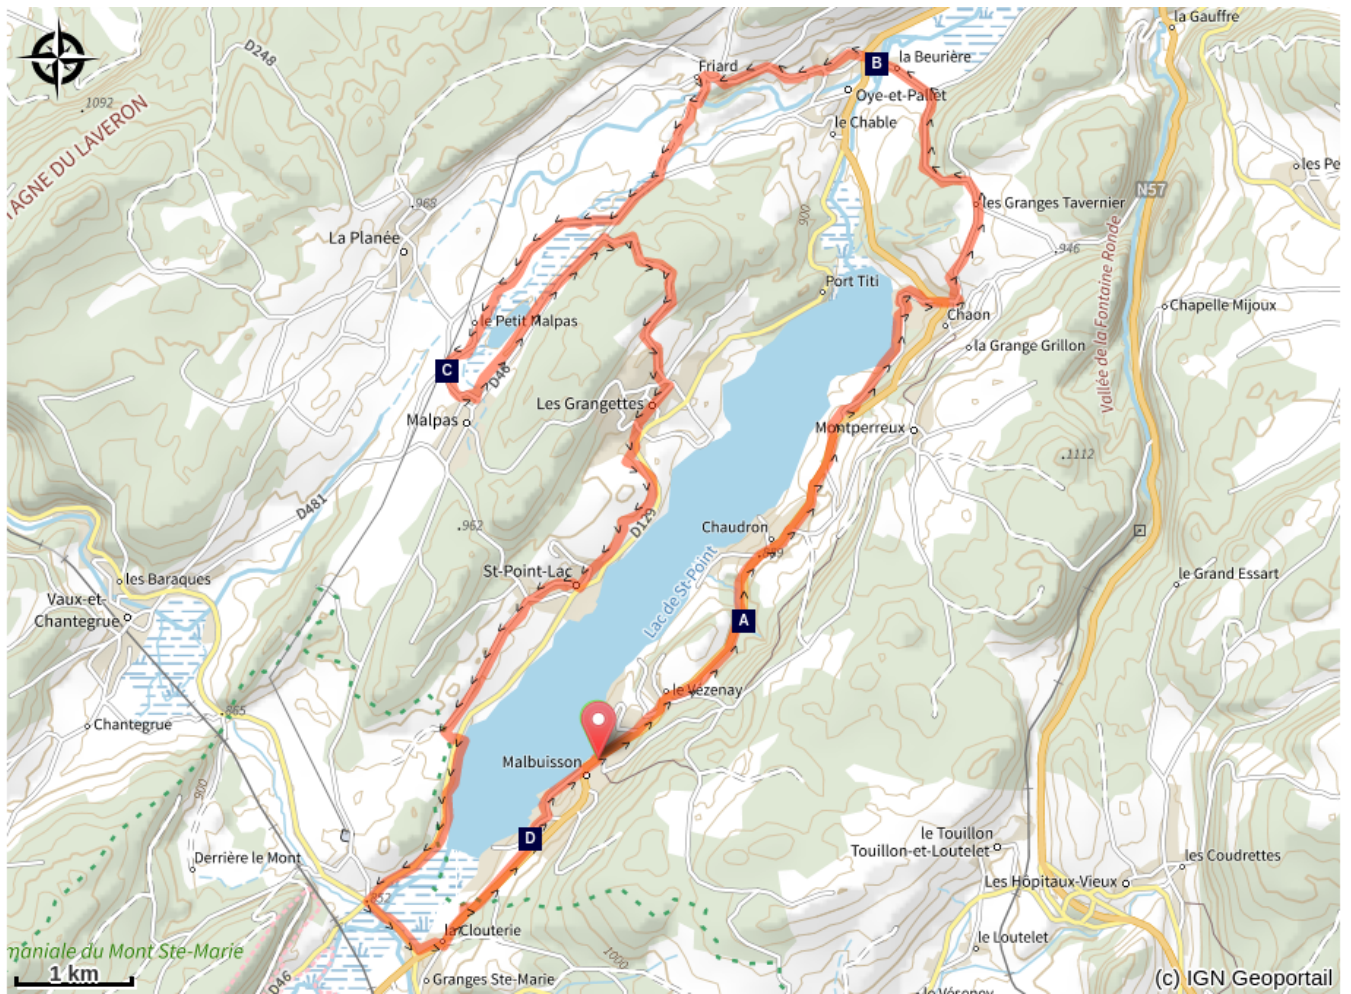 la Gauffre
D248
Friard
B
la Beurière
Oye-et-Pallet
1092
le Chable
les Pe
TAGNE DU LAVERON
N57
968
les Granges Tavernier
900
La Planée
946
Port Titi
Vallée de la Fontaine Ronde
Chapelle Mijoux
Chaon
le Petit Malpas
la Grange Grillon
C
D46
Les Grangettes
Malpas
Montperreux
1112
D481
D129
Chaudron
962
St-Point-Lac
les Baraques
le Grand Essart
Vaux-et-
Chantegrue
Lac de St-Point
A
le Vézenay
865
Chantegrue
Malbuisson
900
D
le Touillon
Touillon-et-Loutelet
Derrière le Mont
les Coudrettes
Les Hôpitaux-Vieux
852
la Clouterie
le Loutelet
maniale du Mont Ste-Marie
1000
1 km
D46
Granges Ste-Marie
(c) IGN Geoportail